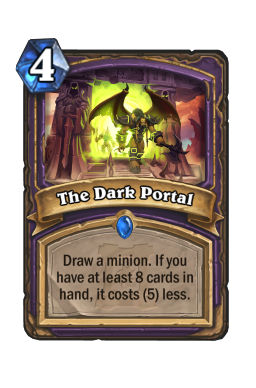 4
The Dark Portal
Draw a minion. If you
have at least 8 cards in
hand, it costs (5) less.